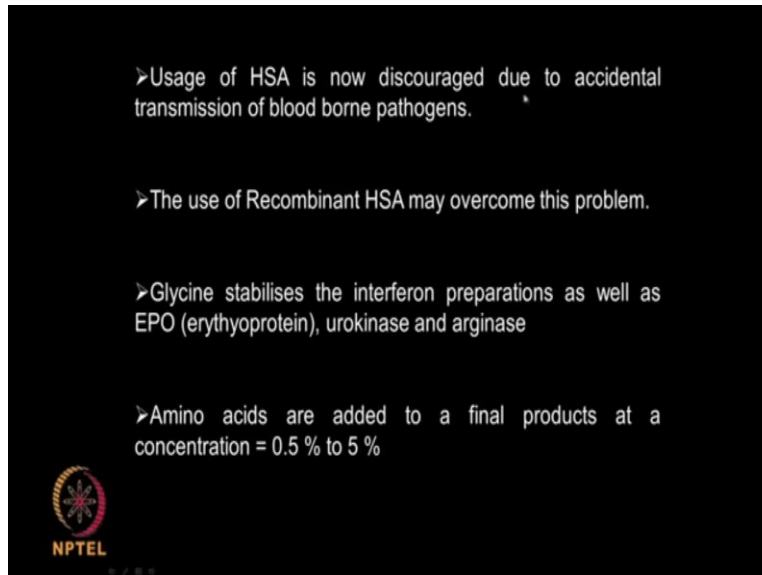 ➢Usage of HSA is now discouraged due to accidental
transmission of blood borne pathogens.
➢The use of Recombinant HSA may overcome this problem.
➢Glycine stabilises the interferon preparations as well as
EPO (erythyoprotein), urokinase and arginase
➢Amino acids are added to a final products at a
concentration = 0.5 % to 5 %
NPTEL